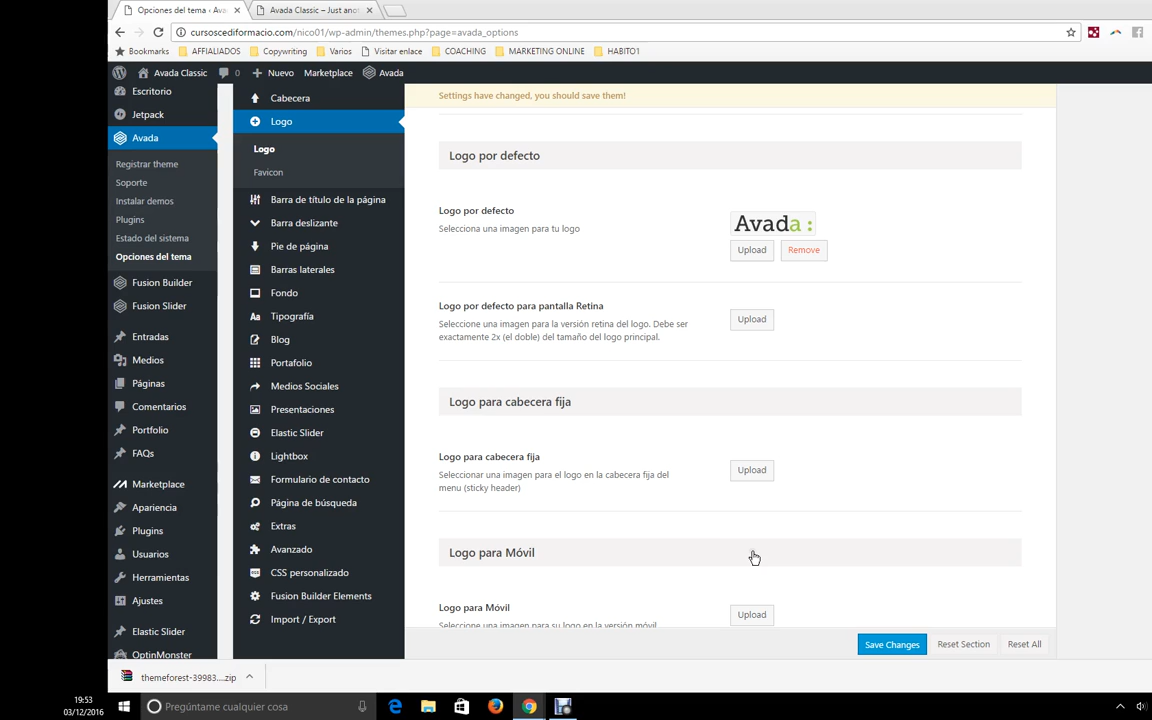 Opciones del tema ‹ Ava
Avada Classic – Just anot
cursoscediformacio.com/nico01/wp-admin/themes.php?page=avada_options
Bookmarks
AFFIALIADOS
Copywriting
Varios
Visitar enlace
COACHING
MARKETING ONLINE
HABITO1
Avada Classic
0
Nuevo
Marketplace
Avada
Escritorio
Jetpack
Avada
Registrar theme
Soporte
Instalar demos
Plugins
Estado del sistema
Opciones del tema
Fusion Builder
Fusion Slider
Entradas
Medios
Páginas
Comentarios
Portfolio
FAQs
Marketplace
Apariencia
Plugins
Usuarios
Herramientas
Ajustes
Elastic Slider
OptinMonster
Cabecera
Logo
Logo
Favicon
Barra de título de la página
Barra deslizante
Pie de página
Barras laterales
Fondo
Tipografía
Blog
Portafolio
Medios Sociales
Presentaciones
Elastic Slider
Lightbox
Formulario de contacto
Página de búsqueda
Extras
Avanzado
CSS personalizado
Fusion Builder Elements
Import / Export
Settings have changed, you should save them!
Logo por defecto
Logo por defecto
Selecciona una imagen para tu logo
Avada :
Upload
Remove
Logo por defecto para pantalla Retina
Seleccione una imagen para la versión retina del logo. Debe ser
exactamente 2x (el doble) del tamaño del logo principal.
Upload
Logo para cabecera fija
Logo para cabecera fija
Seleccionar una imagen para el logo en la cabecera fija del
menu (sticky header)
Upload
Logo para Móvil
Logo para Móvil
Seleccione una imagen para su logo en la versión móvil
Upload
Save Changes
Reset Section
Reset All
themeforest-39983....zip
19:53
03/12/2016
Pregúntame cualquier cosa